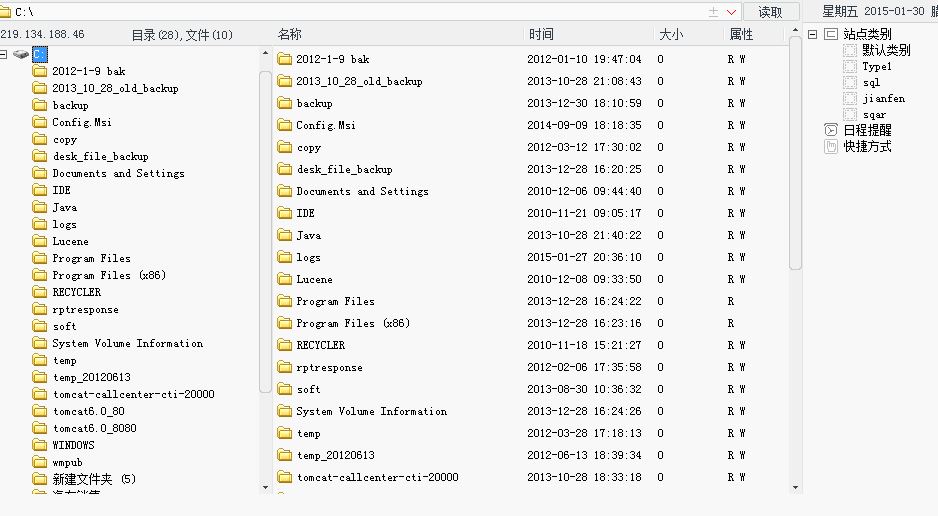 C:\ 读取 星期五 2015-01-30
219.134.188.46 目录(28),文件(10)
C:
2012-1-9 bak
2013_10_28_old_backup
backup
Config.Msi
copy
desk_file_backup
Documents and Settings
IDE
Java
logs
Lucene
Program Files
Program Files (x86)
RECYCLER
rptresponse
soft
System Volume Information
temp
temp_20120613
tomcat-callcenter-cti-20000
tomcat6.0_80
tomcat6.0_8080
WINDOWS
wmpub
新建文件夹 (5)
名称 时间 大小 属性
2012-1-9 bak 2012-01-10 19:47:04 0 R W
2013_10_28_old_backup 2013-10-28 21:08:43 0 R W
backup 2013-12-30 18:10:59 0 R W
Config.Msi 2014-09-09 18:18:35 0 R W
copy 2012-03-12 17:30:02 0 R W
desk_file_backup 2013-12-28 16:20:25 0 R W
Documents and Settings 2010-12-06 09:44:40 0 R W
IDE 2010-11-21 09:05:17 0 R W
Java 2013-10-28 21:40:22 0 R W
logs 2015-01-27 20:36:10 0 R W
Lucene 2010-12-08 09:33:50 0 R W
Program Files 2013-12-28 16:24:22 0 R
Program Files (x86) 2013-12-28 16:23:16 0 R
RECYCLER 2010-11-18 15:21:27 0 R W
rptresponse 2012-02-06 17:35:58 0 R W
soft 2013-08-30 10:36:32 0 R W
System Volume Information 2013-12-28 16:24:26 0 R W
temp 2012-03-28 17:18:13 0 R W
temp_20120613 2012-06-13 18:39:34 0 R W
tomcat-callcenter-cti-20000 2013-10-28 18:33:18 0 R W
站点类别
默认类别
Type1
sql
jianfen
sqar
日程提醒
快捷方式